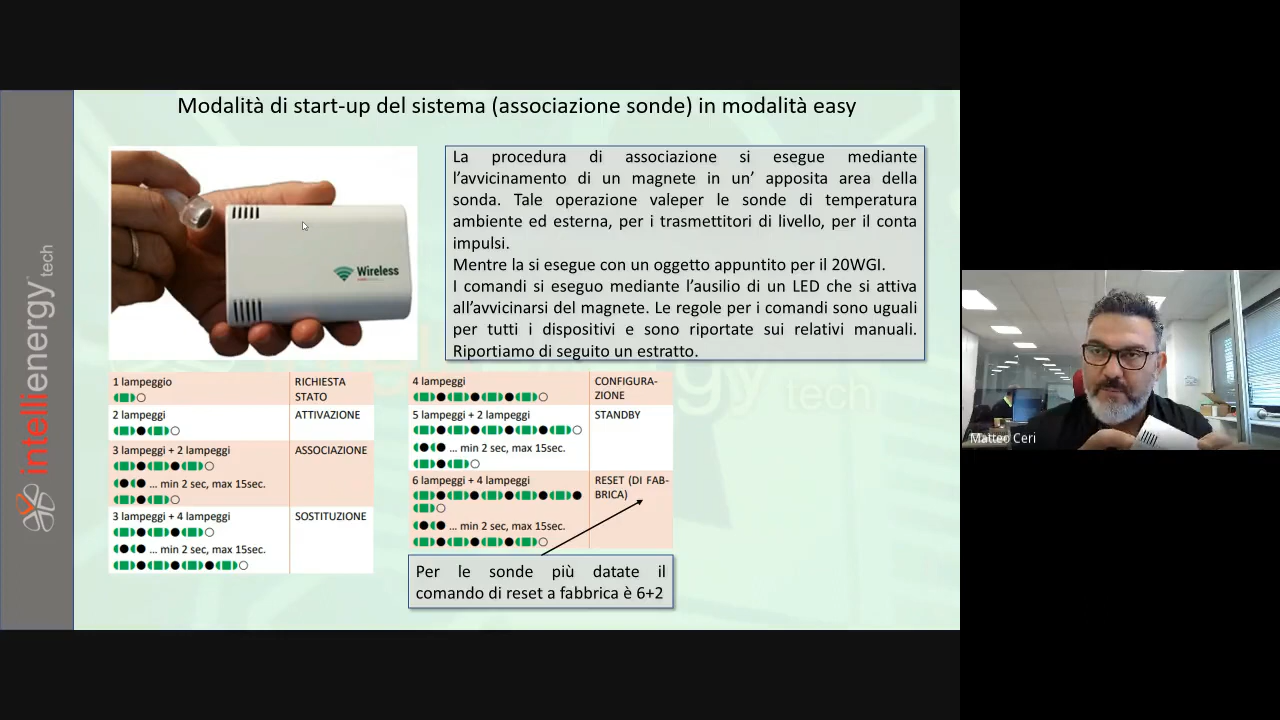 Modalità di start-up del sistema (associazione sonde) in modalità easy
La procedura di associazione si esegue mediante
l'avvicinamento di un magnete in un' apposita area della
sonda. Tale operazione valeper le sonde di temperatura
ambiente ed esterna, per i trasmettitori di livello, per il conta
impulsi.
Mentre la si esegue con un oggetto appuntito per il 20WGI.
I comandi si eseguo mediante l'ausilio di un LED che si attiva
all'avvicinarsi del magnete. Le regole per i comandi sono uguali
per tutti i dispositivi e sono riportate sui relativi manuali.
Riportiamo di seguito un estratto.
Wireless
intellienergy tech
1 lampeggio
RICHIESTA
STATO
2 lampeggi
ATTIVAZIONE
3 lampeggi + 2 lampeggi
ASSOCIAZIONE
... min 2 sec, max 15sec.
3 lampeggi + 4 lampeggi
SOSTITUZIONE
... min 2 sec, max 15sec.
4 lampeggi
CONFIGURA-
ZIONE
5 lampeggi + 2 lampeggi
STANDBY
... min 2 sec, max 15sec.
6 lampeggi + 4 lampeggi
RESET (DI FAB-
BRICA)
... min 2 sec, max 15sec.
Per le sonde più datate il
comando di reset a fabbrica è 6+2
tech
Matteo Ceri